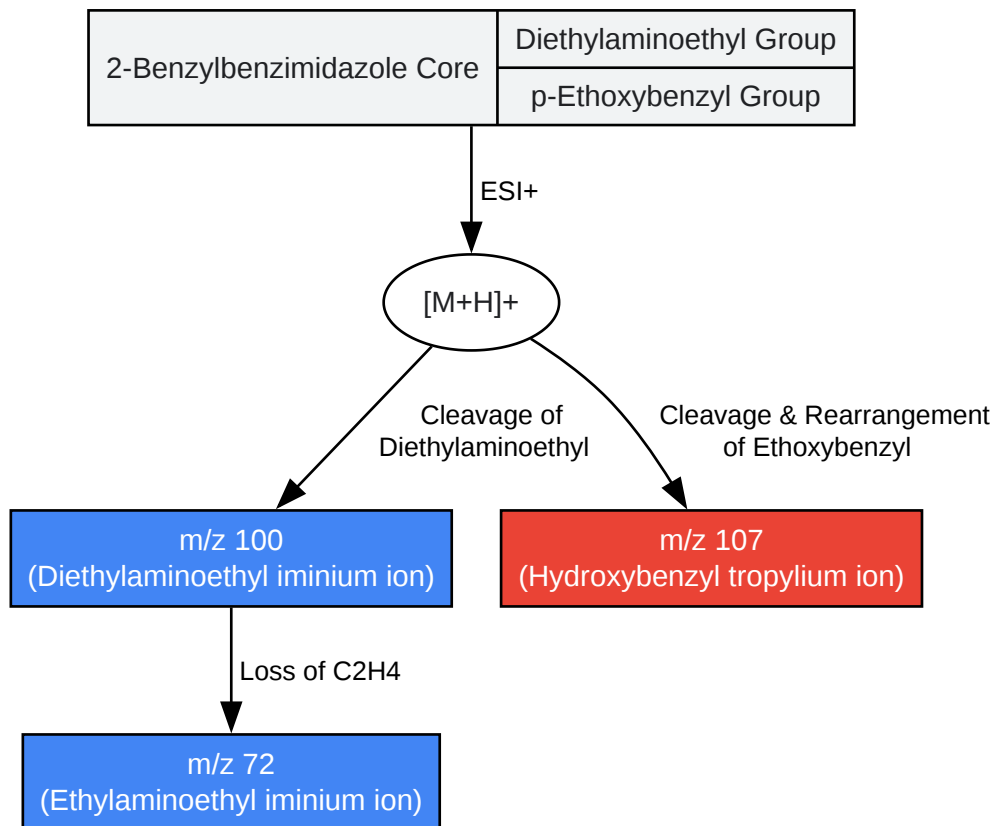 2-Benzylbenzimidazole Core
Diethylaminoethyl Group
p-Ethoxybenzyl Group
ESI+
[M+H]+
Cleavage of
Diethylaminoethyl
Cleavage & Rearrangement
of Ethoxybenzyl
m/z 100
(Diethylaminoethyl iminium ion)
m/z 107
(Hydroxybenzyl tropylium ion)
Loss of C2H4
m/z 72
(Ethylaminoethyl iminium ion)